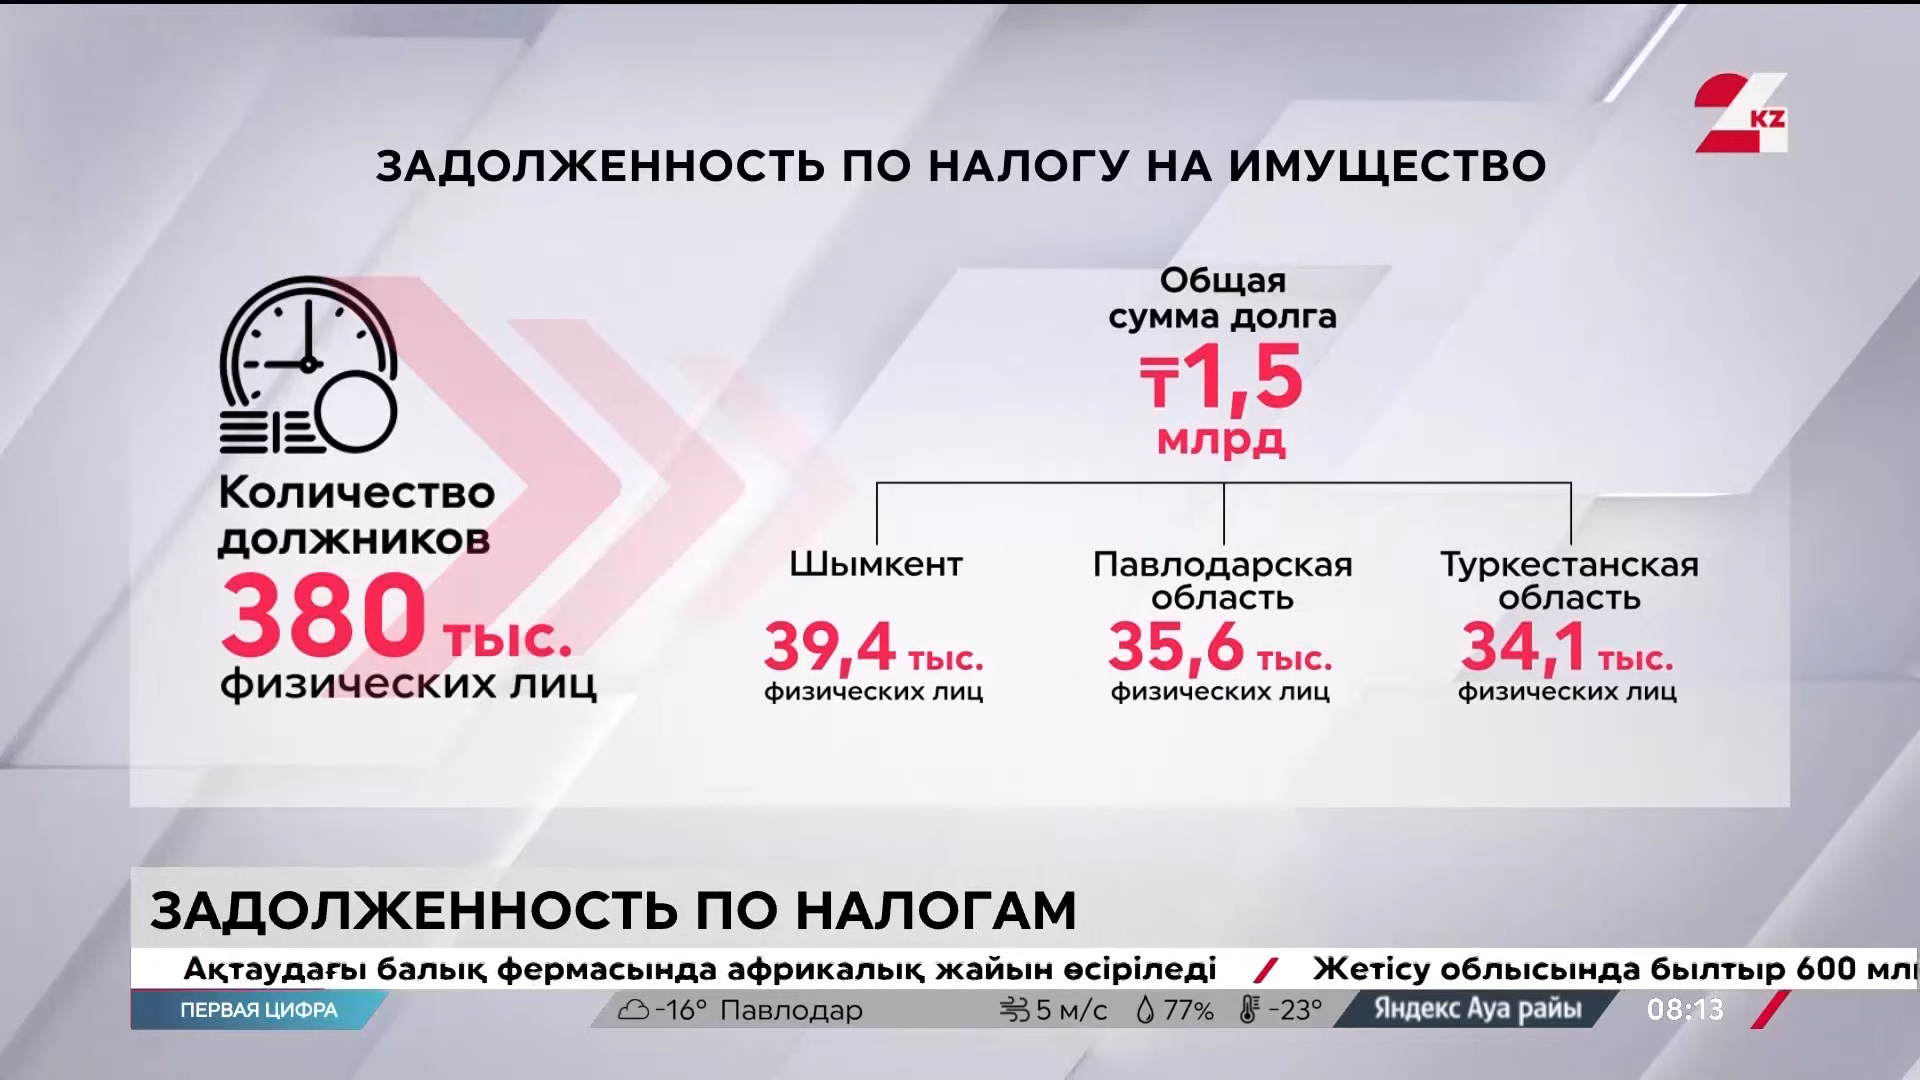 24 KZ
ЗАДОЛЖЕННОСТЬ ПО НАЛОГУ НА ИМУЩЕСТВО
Количество
должников
380 тыс.
физических лиц
Общая
сумма долга
₸1,5
млрд
Шымкент
39,4 тыс.
физических лиц
Павлодарская
область
35,6 тыс.
физических лиц
Туркестанская
область
34,1 тыс.
физических лиц
ЗАДОЛЖЕННОСТЬ ПО НАЛОГАМ
Ақтаудағы балық фермасында африкалық жайын өсіріледі / Жетісу облысында былтыр 600
ПЕРВАЯ ЦИФРА
-16° Павлодар 5 м/с 77% -23° Яндекс Ауа райы 08:13